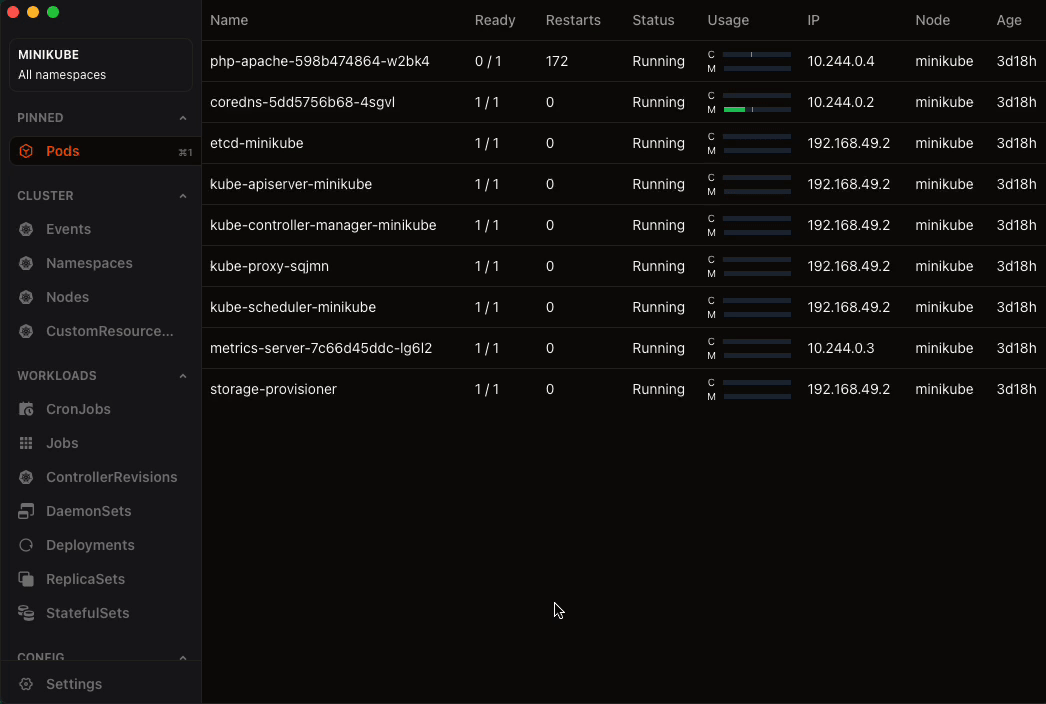 MINIKUBE
All namespaces
PINNED
Pods ⌘1
CLUSTER
Events
Namespaces
Nodes
CustomResource...
WORKLOADS
CronJobs
Jobs
ControllerRevisions
DaemonSets
Deployments
ReplicaSets
StatefulSets
CONFIG
Settings
Name Ready Restarts Status Usage IP Node Age
php-apache-598b474864-w2bk4 0 / 1 172 Running C M 10.244.0.4 minikube 3d18h
coredns-5dd5756b68-4sgvl 1 / 1 0 Running C M 10.244.0.2 minikube 3d18h
etcd-minikube 1 / 1 0 Running C M 192.168.49.2 minikube 3d18h
kube-apiserver-minikube 1 / 1 0 Running C M 192.168.49.2 minikube 3d18h
kube-controller-manager-minikube 1 / 1 0 Running C M 192.168.49.2 minikube 3d18h
kube-proxy-sqjmn 1 / 1 0 Running C M 192.168.49.2 minikube 3d18h
kube-scheduler-minikube 1 / 1 0 Running C M 192.168.49.2 minikube 3d18h
metrics-server-7c66d45ddc-lg6l2 1 / 1 0 Running C M 10.244.0.3 minikube 3d18h
storage-provisioner 1 / 1 0 Running C M 192.168.49.2 minikube 3d18h